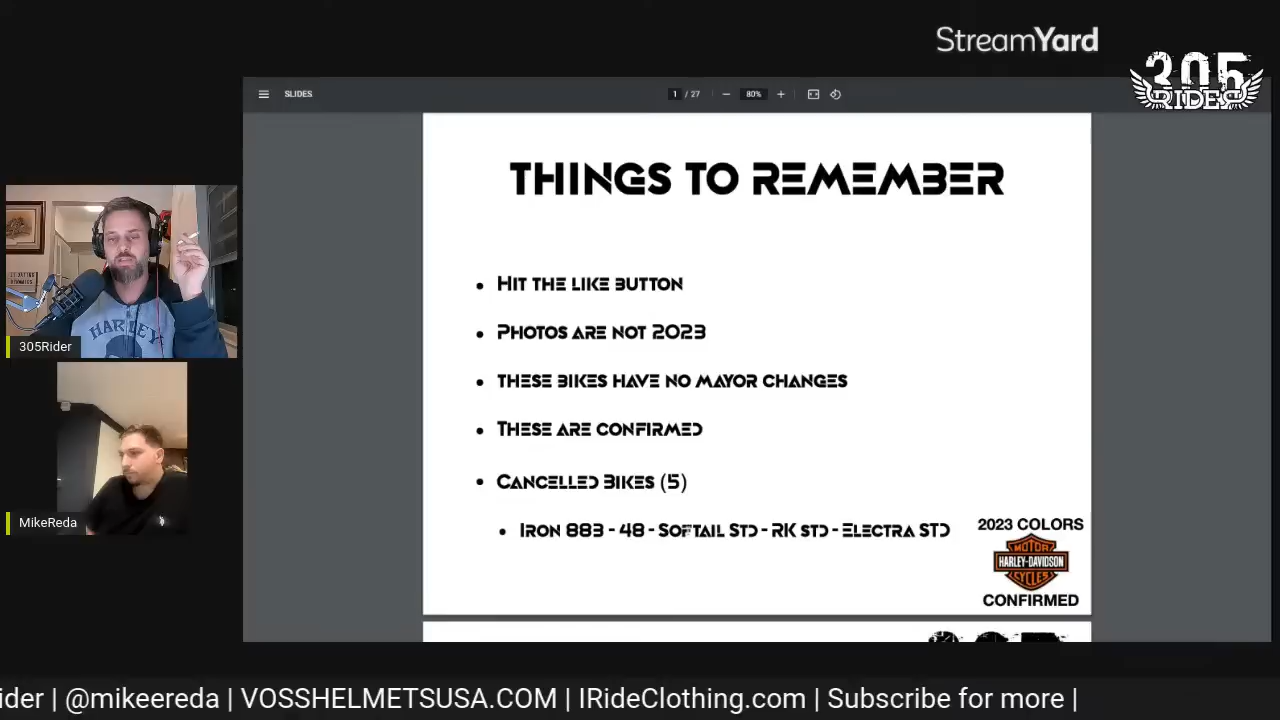 StreamYard
305
RIDER
SLIDES
1 / 27
80%
THINGS TO REMEMBER
Hit the like button
Photos are not 2023
these bikes have no mayor changes
These are confirmed
Cancelled Bikes (5)
Iron 883 - 48 - Softail Std - RK std - Electra STD
2023 COLORS
MOTOR
HARLEY-DAVIDSON
CYCLES
CONFIRMED
HARLEY
305Rider
MikeReda
ider | @mikeereda | VOSSHELMETSUSA.COM | IRideClothing.com | Subscribe for more |